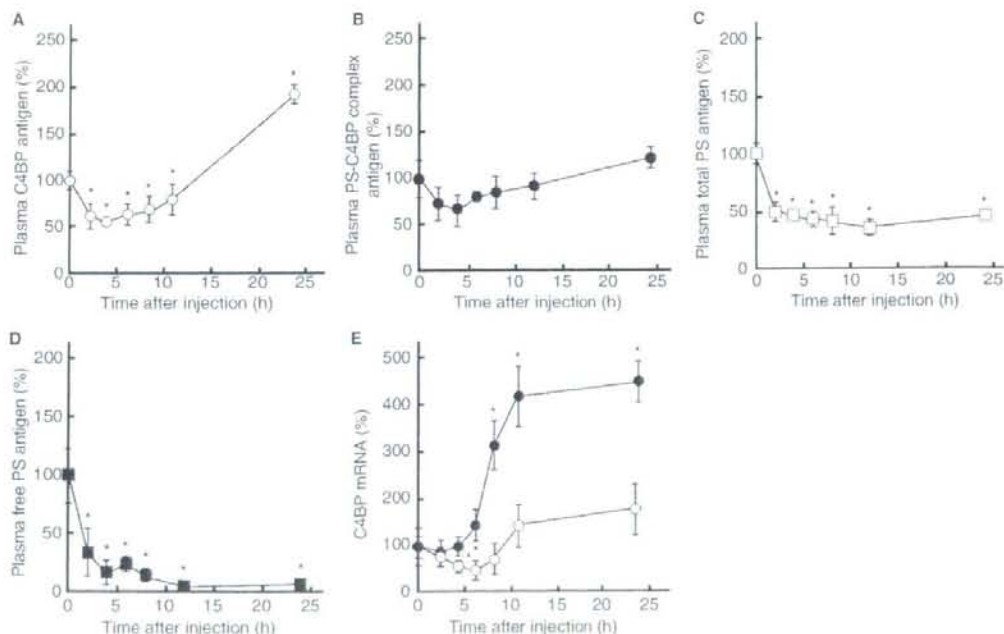 A
Plasma C4BP antigen (%)
250
200
150
100
50
0
0 5 10 15 20 25
Time after injection (h)
B
Plasma PS-C4BP complex
antigen (%)
250
200
150
100
50
0
0 5 10 15 20 25
Time after injection (h)
C
Plasma total PS antigen (%)
200
150
100
50
0
0 5 10 15 20 25
Time after injection (h)
D
Plasma free PS antigen (%)
200
150
100
50
0
0 5 10 15 20 25
Time after injection (h)
E
C4BP mRNA (%)
500
400
300
200
100
0
0 5 10 15 20 25
Time after injection (h)